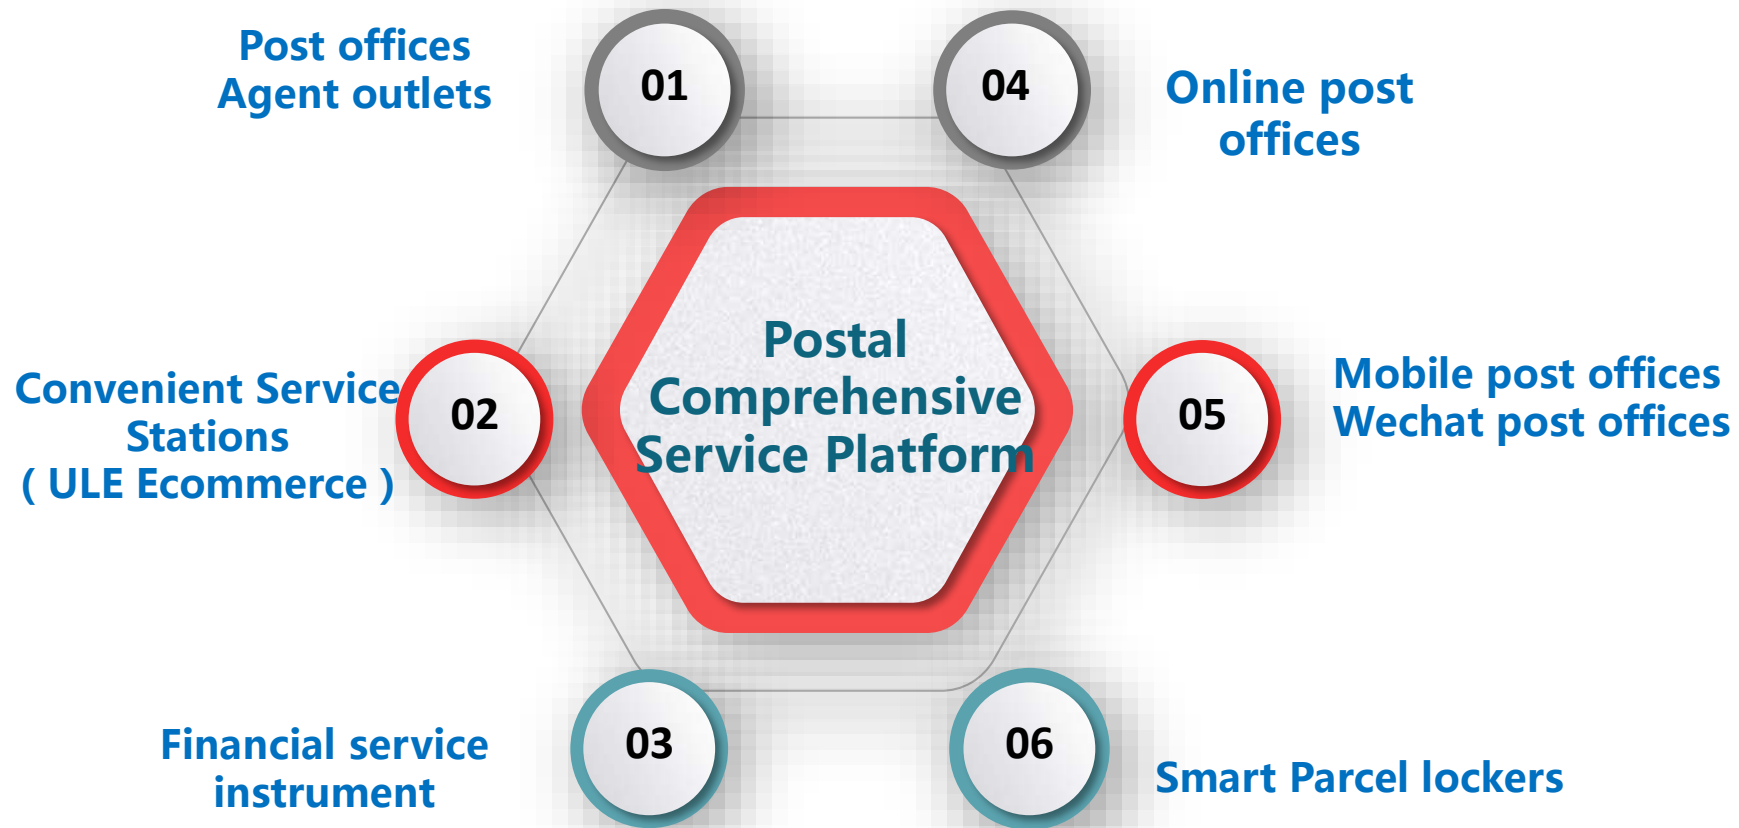 01
Post offices
Agent outlets
02
Convenient Service
Stations
( ULE Ecommerce )
03
Financial service
instrument
Postal
Comprehensive
Service Platform
04
Online post
offices
05
Mobile post offices
Wechat post offices
06
Smart Parcel lockers